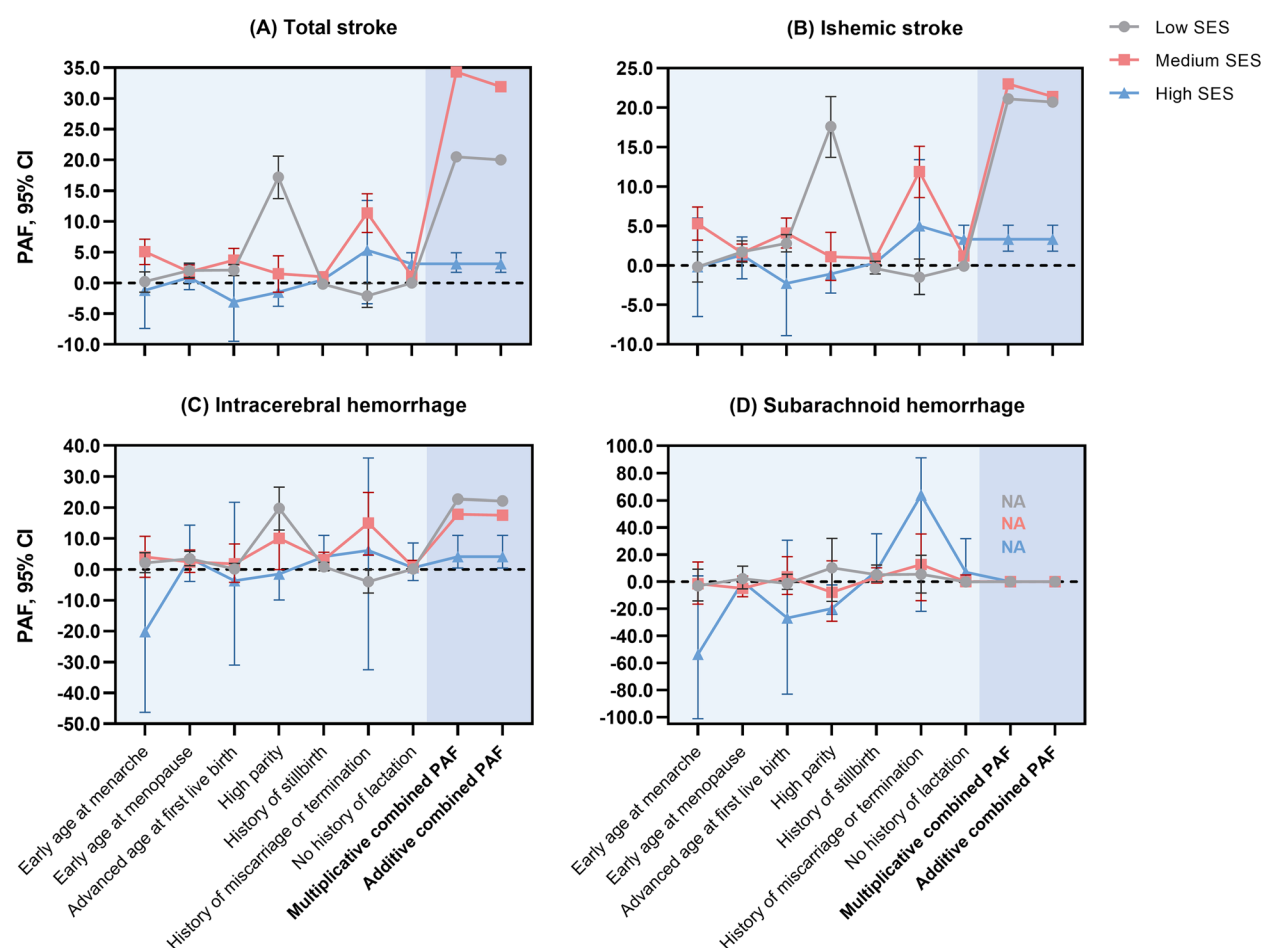 (A) Total stroke
(B) Ishemic stroke
Low SES
Medium SES
High SES
PAF, 95% CI
35.0
30.0
25.0
20.0
15.0
10.0
5.0
0.0
-5.0
-10.0
25.0
20.0
15.0
10.0
5.0
0.0
-5.0
-10.0
(C) Intracerebral hemorrhage
(D) Subarachnoid hemorrhage
PAF, 95% CI
40.0
30.0
20.0
10.0
0.0
-10.0
-20.0
-30.0
-40.0
-50.0
100.0
80.0
60.0
40.0
20.0
0.0
-20.0
-40.0
-60.0
-80.0
-100.0
NA
NA
NA
Early age at menarche
Early age at menopause
Advanced age at first live birth
High parity
History of stillbirth
History of miscarriage or termination
No history of lactation
Multiplicative combined PAF
Additive combined PAF
Early age at menarche
Early age at menopause
Advanced age at first live birth
High parity
History of stillbirth
History of miscarriage or termination
No history of lactation
Multiplicative combined PAF
Additive combined PAF